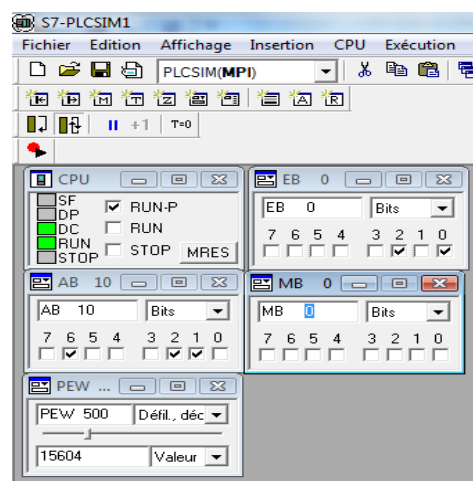 S7-PLCSIM1
Fichier Edition Affichage Insertion CPU Exécution
PLCSIM(MPI)
+1 T=0
CPU
SF
DP
DC
RUN
STOP
RUN-P
RUN
STOP MRES
EB 0
EB 0 Bits
7 6 5 4 3 2 1 0
AB 10
AB 10 Bits
7 6 5 4 3 2 1 0
MB 0
MB 0 Bits
7 6 5 4 3 2 1 0
PEW ...
PEW 500 Défil., déc
15604 Valeur